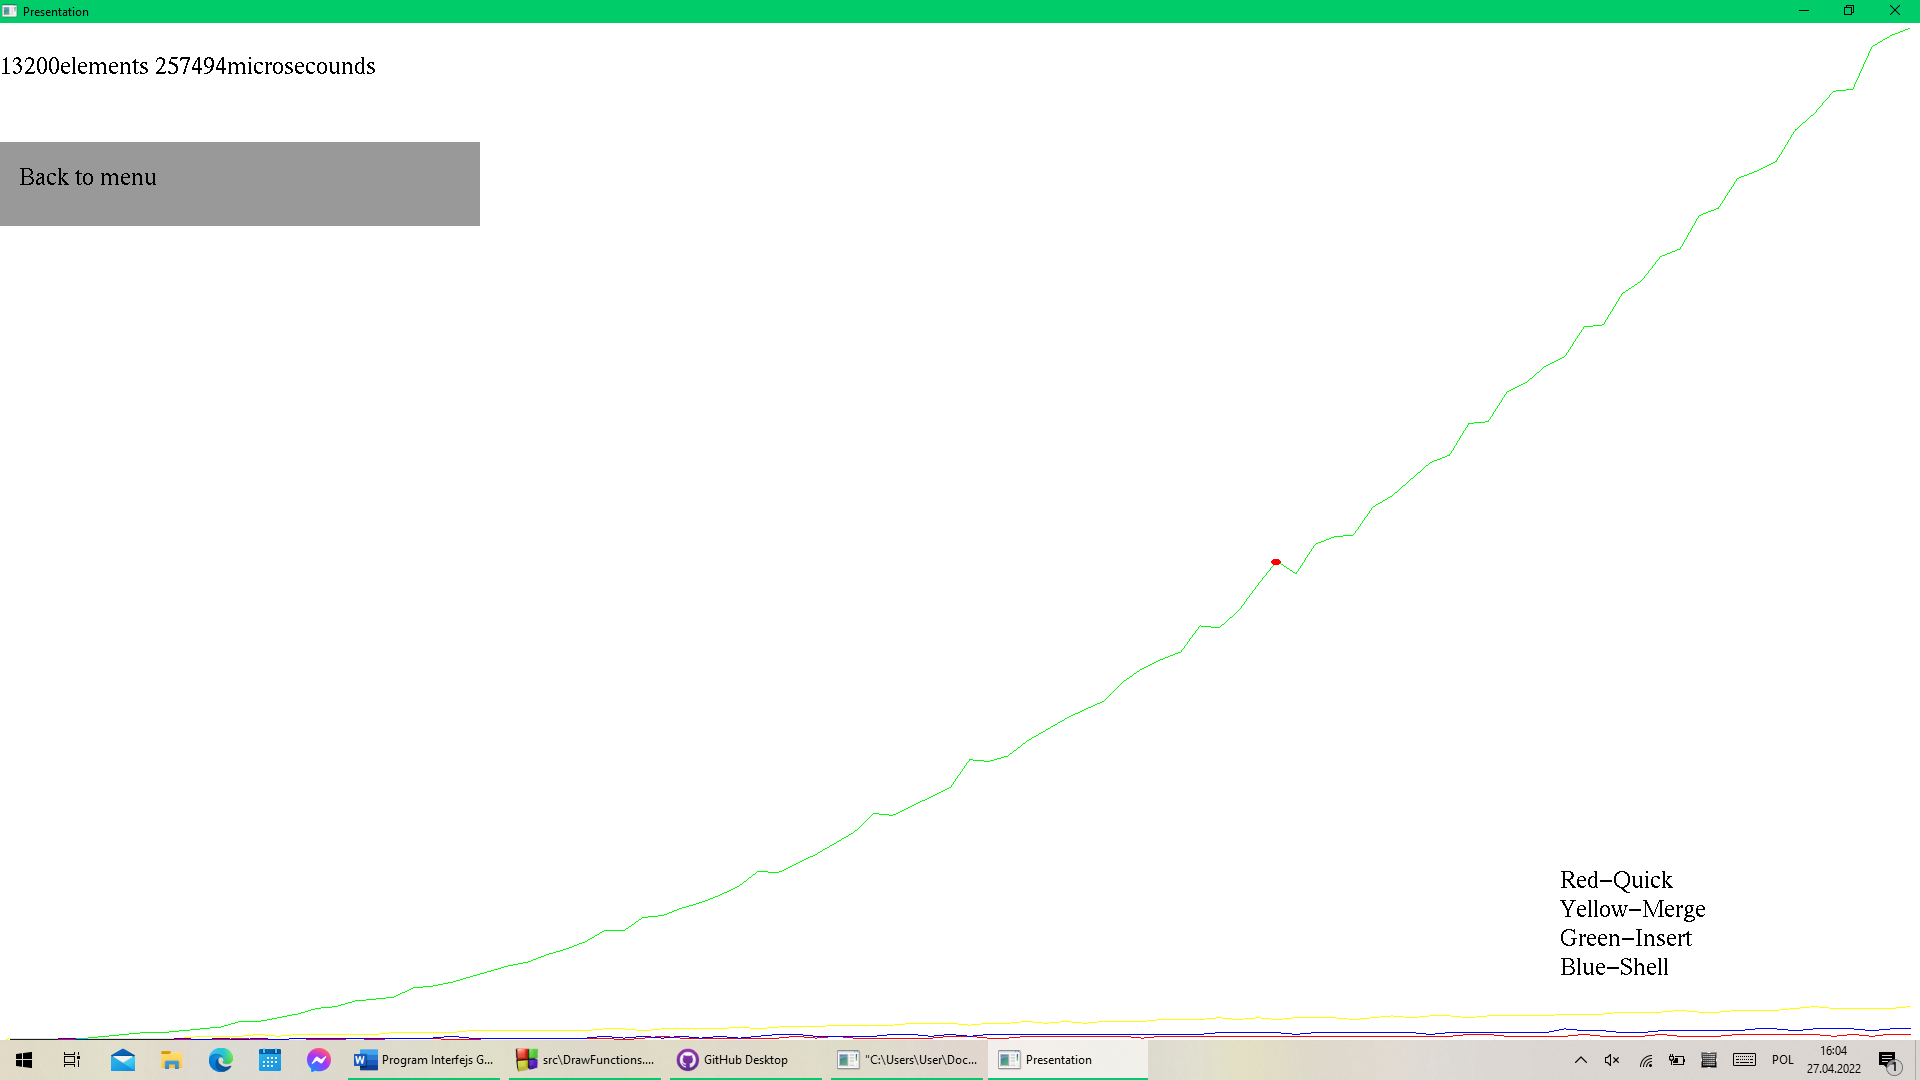 Presentation
13200elements 257494microsecounds
Back to menu
Red−Quick
Yellow−Merge
Green−Insert
Blue−Shell
Program Interfejs G...
src\DrawFunctions....
GitHub Desktop
"C:\Users\User\Doc...
Presentation
POL
16:04
27.04.2022
1